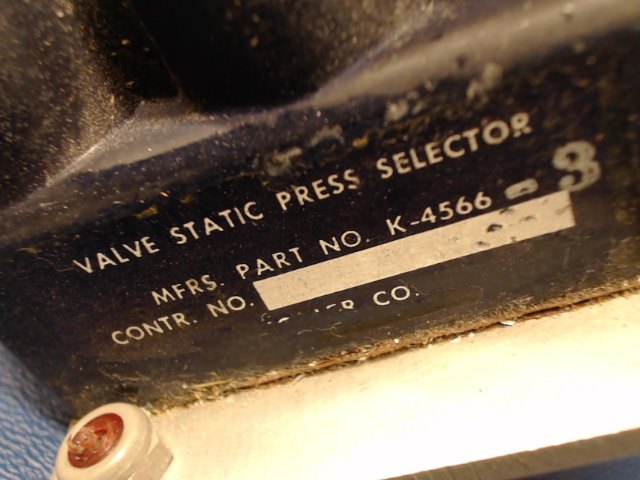 VALVE STATIC PRESS SELECTOR
MFRS. PART NO. K-4566 - 3
CONTR. NO.
CO.